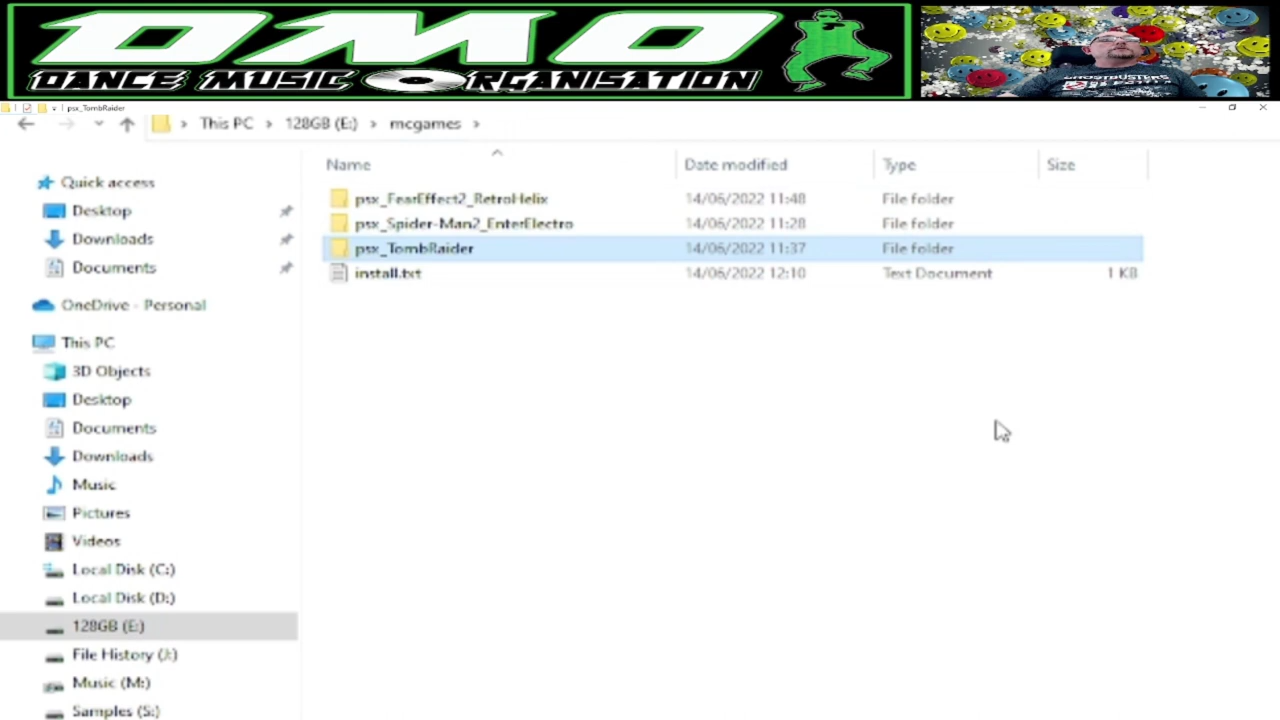 DMO
DANCE MUSIC ORGANISATION
GHOSTBUSTERS
psx_TombRaider
This PC > 128GB (E:) > mcgames >
Name Date modified Type Size
Quick access
Desktop
Downloads
Documents
OneDrive - Personal
This PC
3D Objects
Desktop
Documents
Downloads
Music
Pictures
Videos
Local Disk (C:)
Local Disk (D:)
128GB (E:)
File History (J:)
Music (M:)
Samples (S:)
psx_FearEffect2_RetroHelix 14/06/2022 11:48 File folder
psx_Spider-Man2_EnterElectro 14/06/2022 11:28 File folder
psx_TombRaider 14/06/2022 11:37 File folder
install.txt 14/06/2022 12:10 Text Document 1 KB